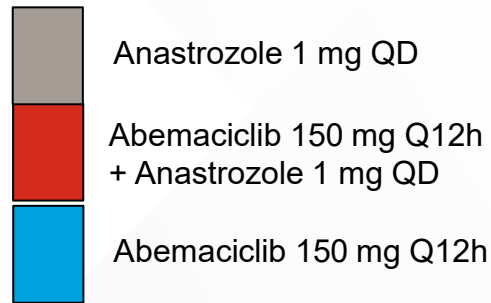 Anastrozole 1 mg QD
Abemaciclib 150 mg Q12h
+ Anastrozole 1 mg QD
Abemaciclib 150 mg Q12h